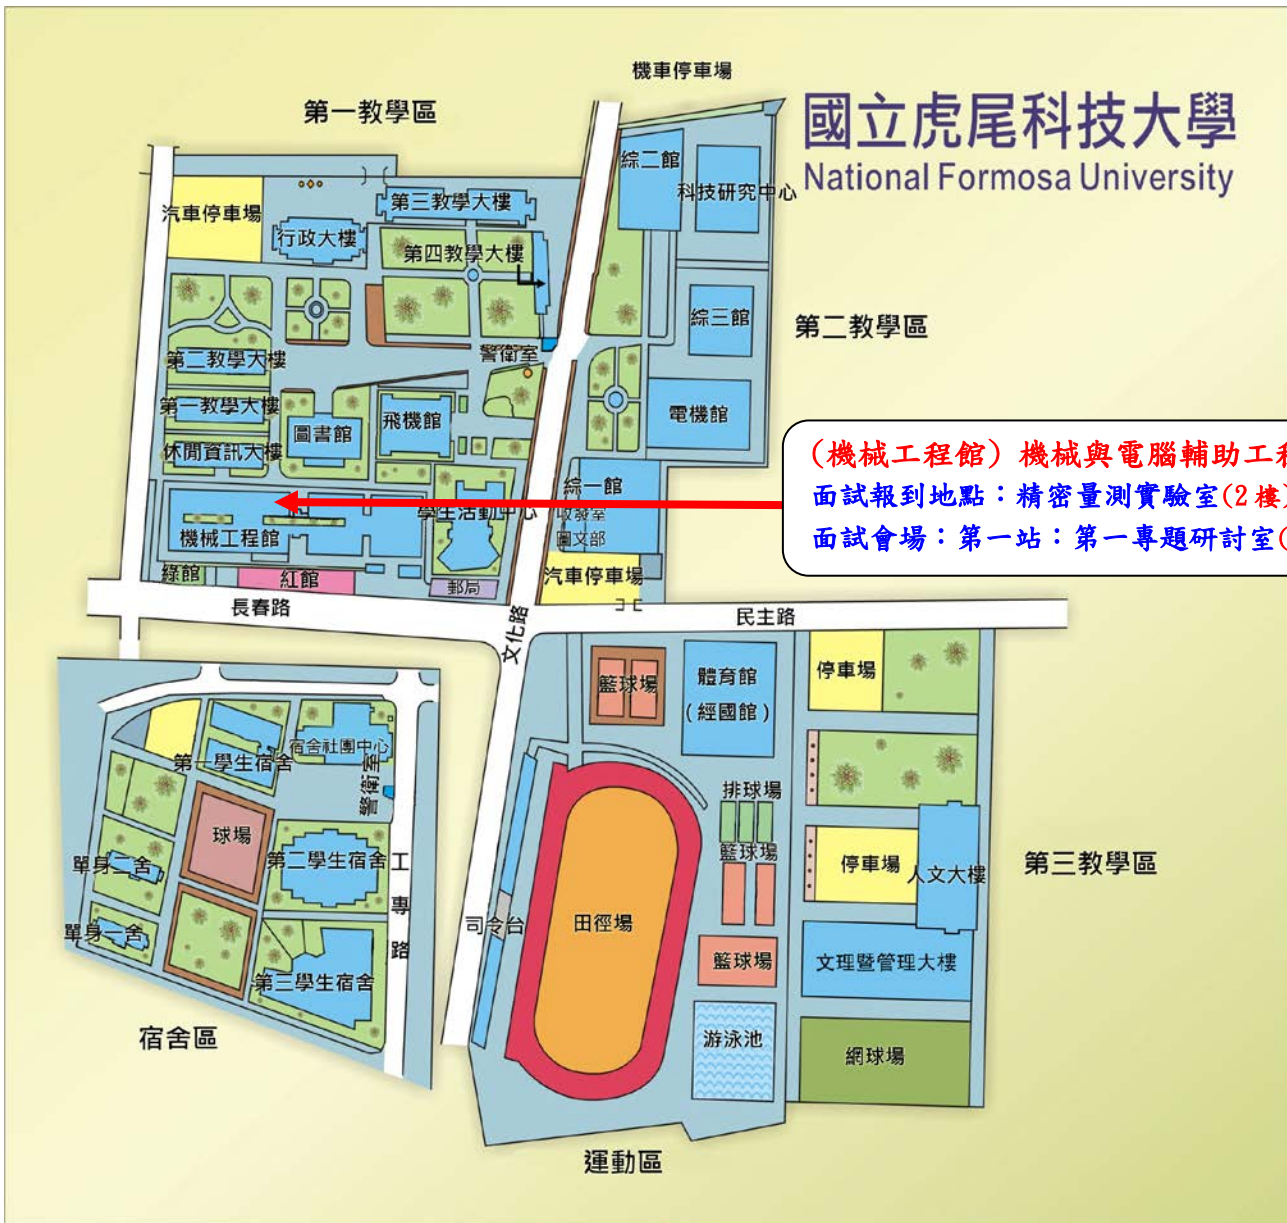 機車停車場
第一教學區
國立虎尾科技大學
National Formosa University
綜二館
科技研究中心
汽車停車場
第三教學大樓
行政大樓
第四教學大樓
綜三館
第二教學區
警衛室
第二教學大樓
第一教學大樓
圖書館
飛機館
電機館
休閒資訊大樓
(機械工程館) 機械與電腦輔助工程
面試報到地點：精密量測實驗室(2樓)
面試會場：第一站：第一專題研討室(
綜一館
收發室
圖文部
學生活動中心
機械工程館
綠館
紅館
郵局
汽車停車場
長春路
文化路
民主路
籃球場
體育館
(經國館)
停車場
第一學生宿舍
宿舍社團中心
警衛室
排球場
球場
籃球場
第二學生宿舍
單身二舍
停車場
人文大樓
第三教學區
工專路
單身一舍
司令台
田徑場
籃球場
文理暨管理大樓
第三學生宿舍
宿舍區
游泳池
網球場
運動區